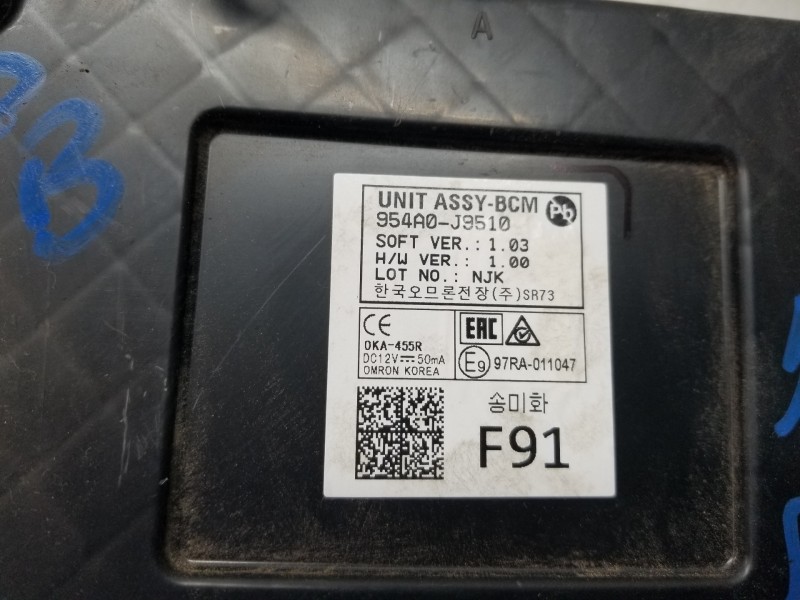 A
B
UNIT ASSY-BCM
Pb
954A0-J9510
SOFT VER.: 1.03
H/W VER.: 1.00
LOT NO.: NJK
한국오므론전장(주)SR73
CE
OKA-455R
DC12V 50mA
OMRON KOREA
EAC
E9 97RA-011047
송미화
F91